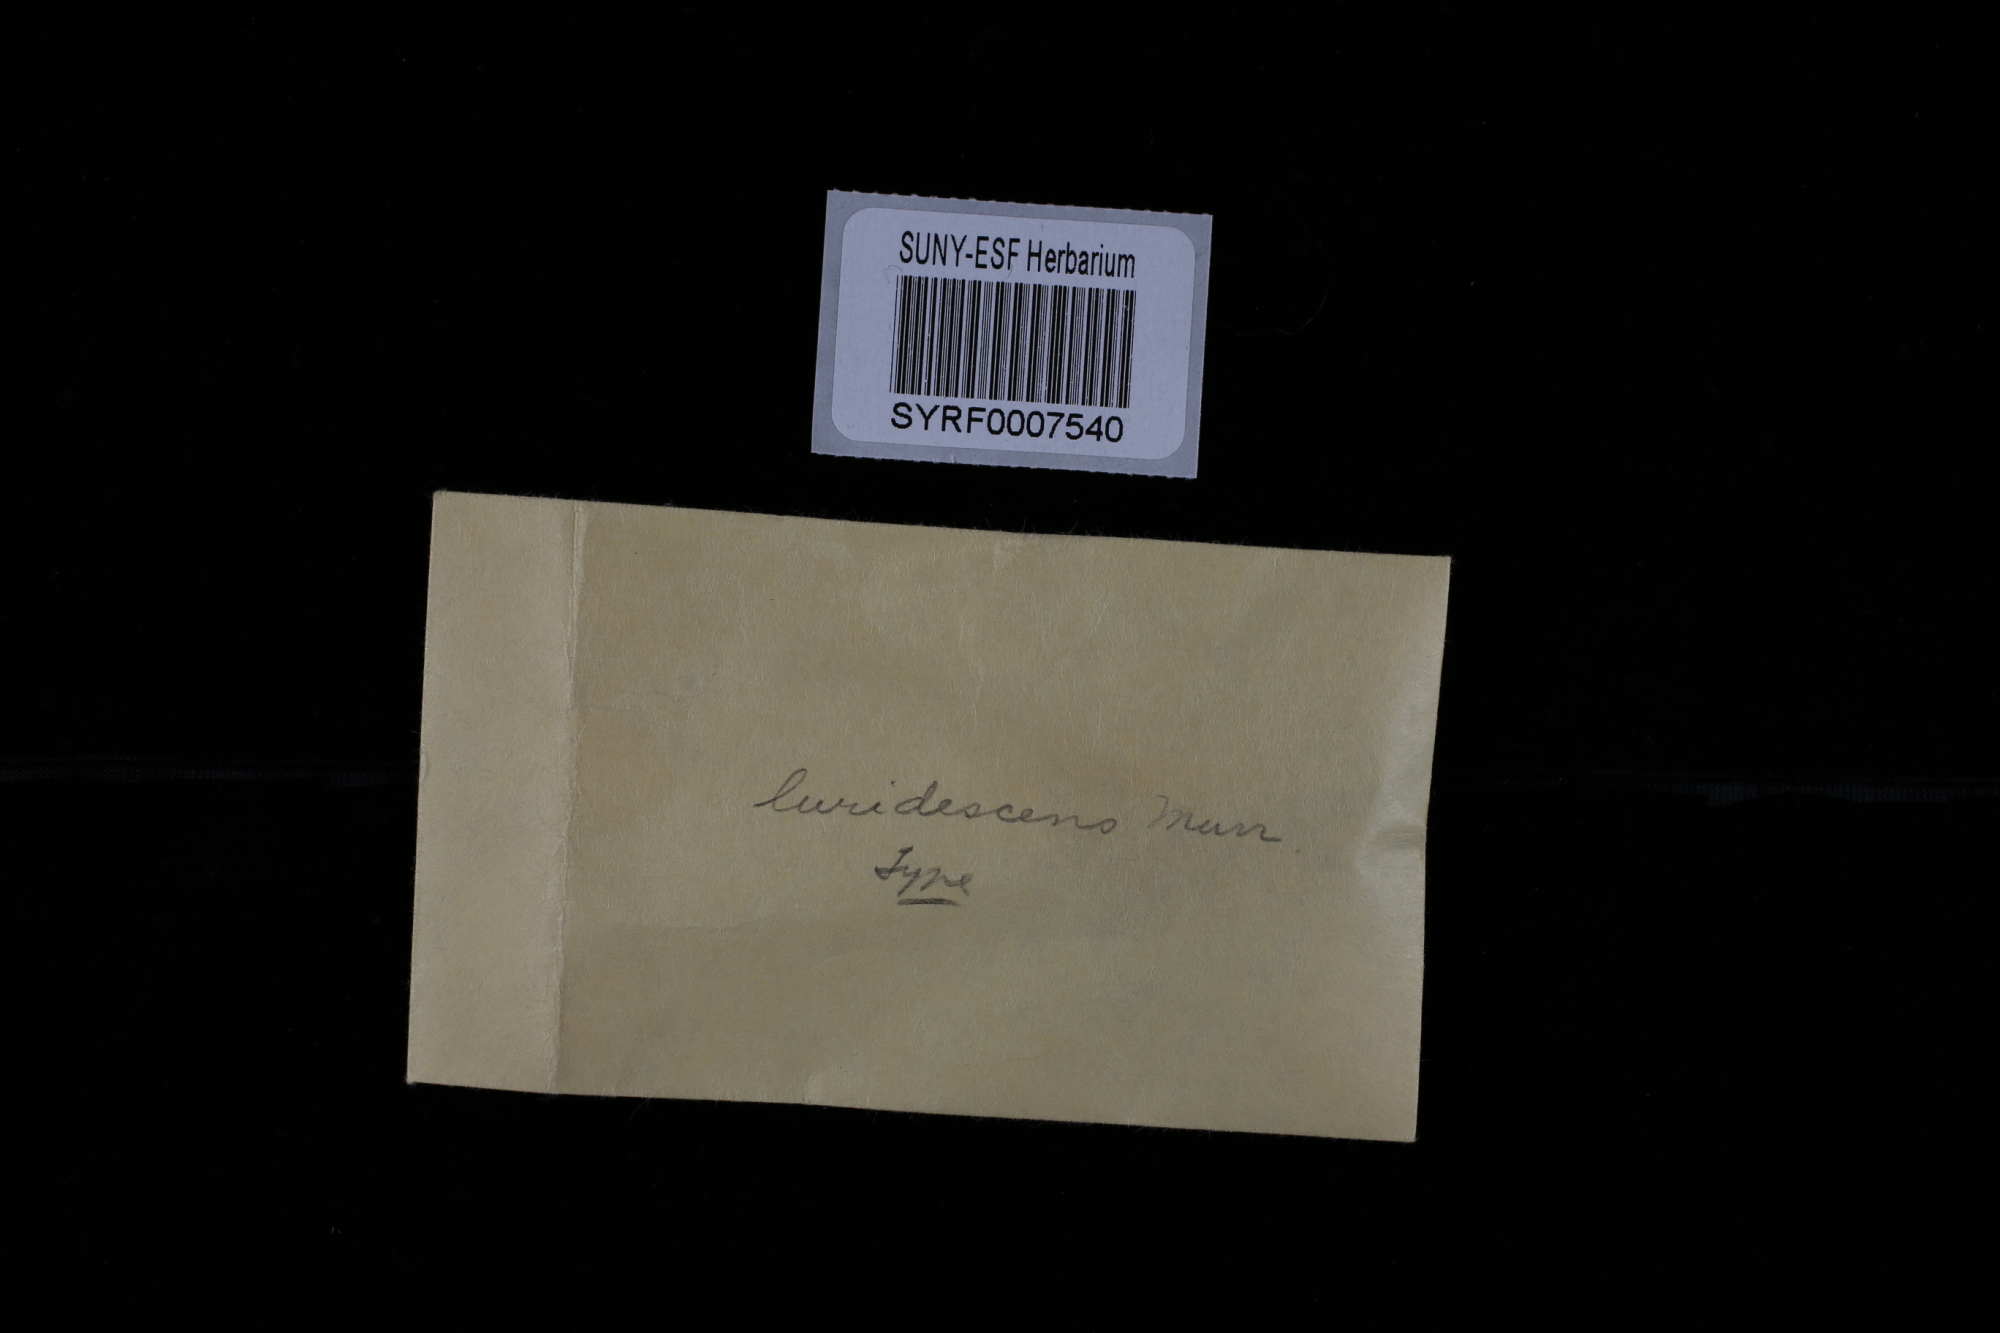 SUNY-ESF Herbarium
SYRF0007540
luridescens Murr.
Type